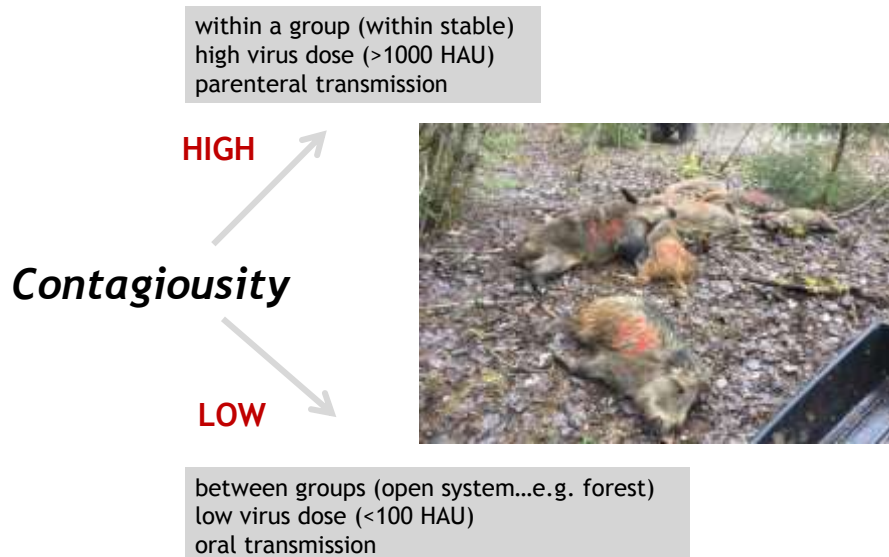 within a group (within stable)
high virus dose (>1000 HAU)
parenteral transmission
HIGH
Contagiousity
LOW
between groups (open system…e.g. forest)
low virus dose (<100 HAU)
oral transmission